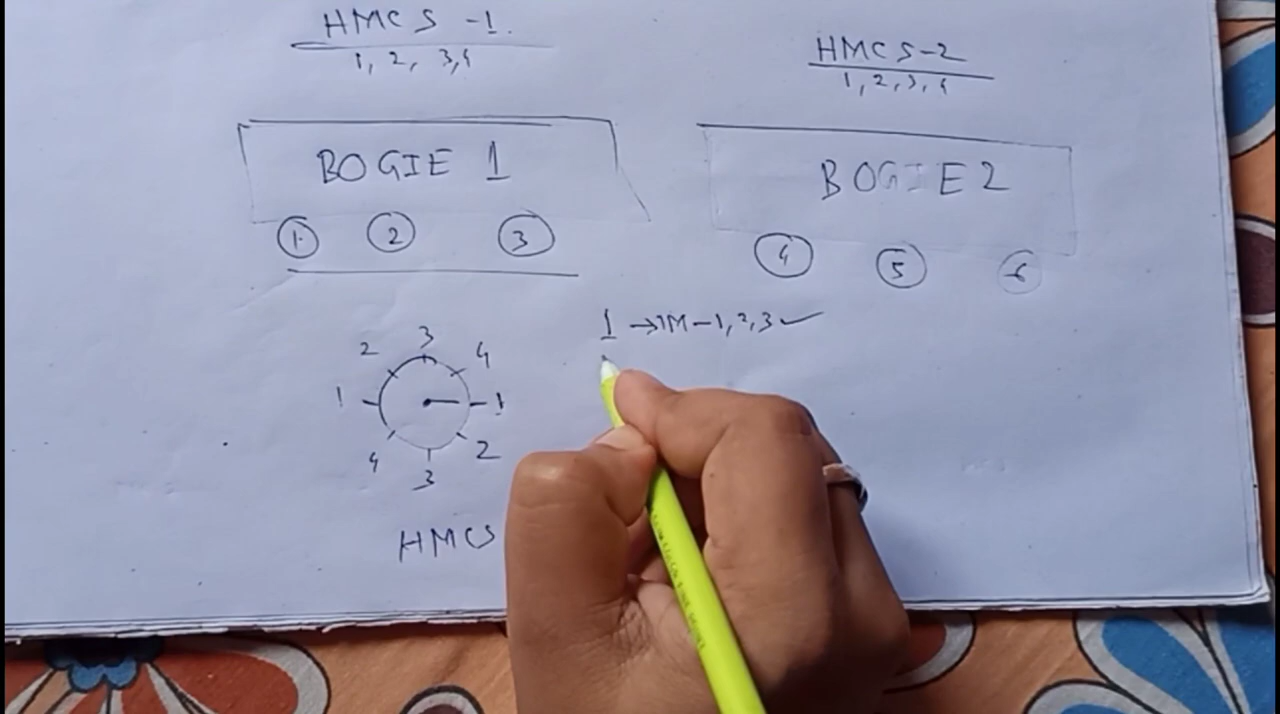 HMCS -1.
1, 2, 3,4
HMCS-2
1,2,3,4
BOGIE 1
BOGIE 2
1 2 3
4 5 6
1 →TM-1,2,3 ✓
3
2 4
1 1
4 2
3
HMCS